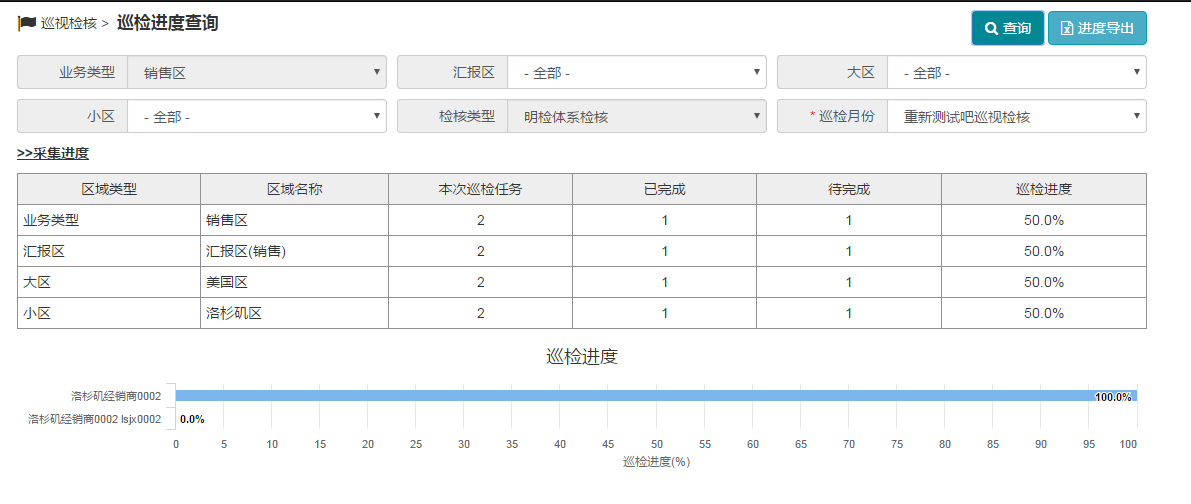 巡视检核 > 巡检进度查询
查询 进度导出
业务类型 销售区 汇报区 - 全部 - 大区 - 全部 -
小区 - 全部 - 检核类型 明检体系检核 * 巡检月份 重新测试吧巡视检核
>>采集进度
区域类型 区域名称 本次巡检任务 已完成 待完成 巡检进度
业务类型 销售区 2 1 1 50.0%
汇报区 汇报区(销售) 2 1 1 50.0%
大区 美国区 2 1 1 50.0%
小区 洛杉矶区 2 1 1 50.0%
巡检进度
洛杉矶经销商0002 100.0%
洛杉矶经销商0002 lsjx0002 0.0%
0 5 10 15 20 25 30 35 40 45 50 55 60 65 70 75 80 85 90 95 100
巡检进度(%)